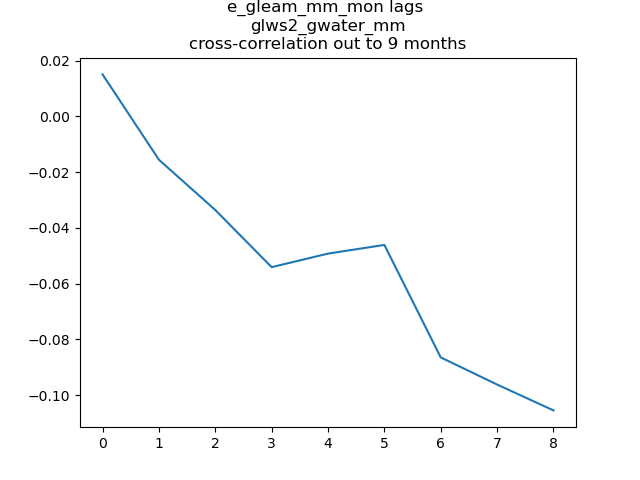 e_gleam_mm_mon lags
glws2_gwater_mm
cross-correlation out to 9 months
0.02
0.00
−0.02
−0.04
−0.06
−0.08
−0.10
0 1 2 3 4 5 6 7 8